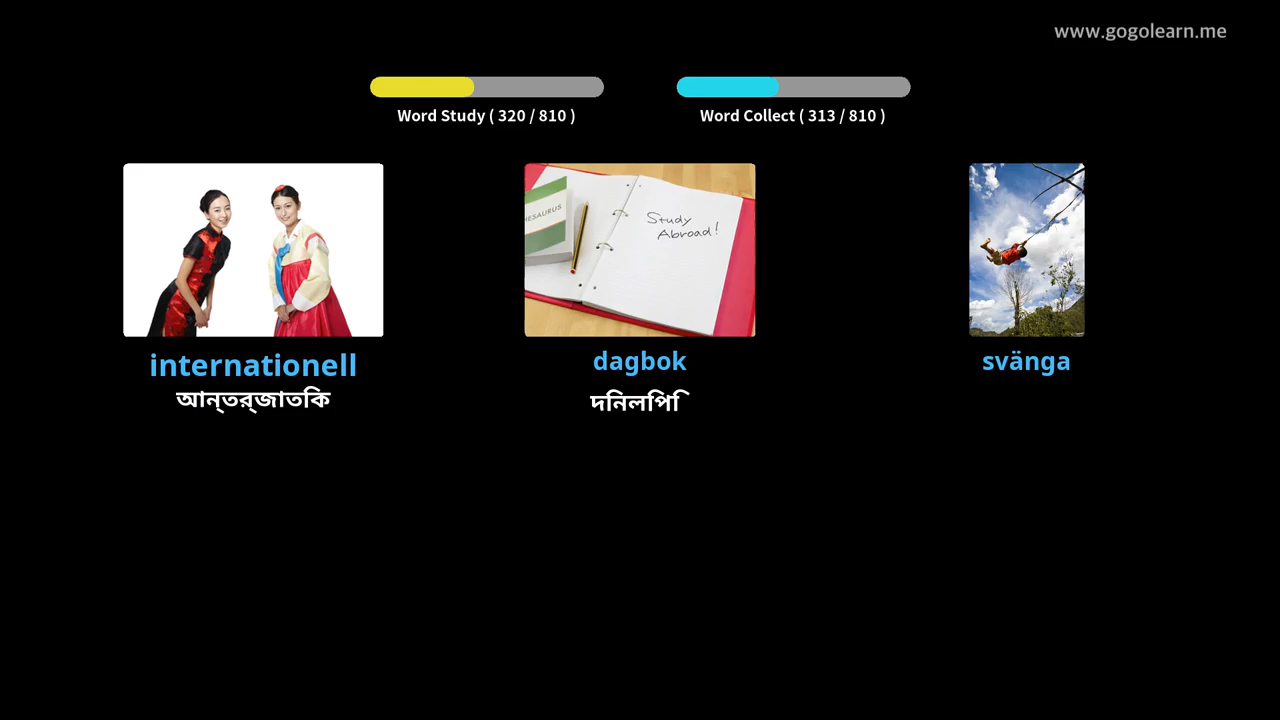 www.gogolearn.me
Word Study ( 320 / 810 )
Word Collect ( 313 / 810 )
THESAURUS
Study
Abroad!
internationell
আন্তর্জাতিক
dagbok
দিনলিপি
svänga